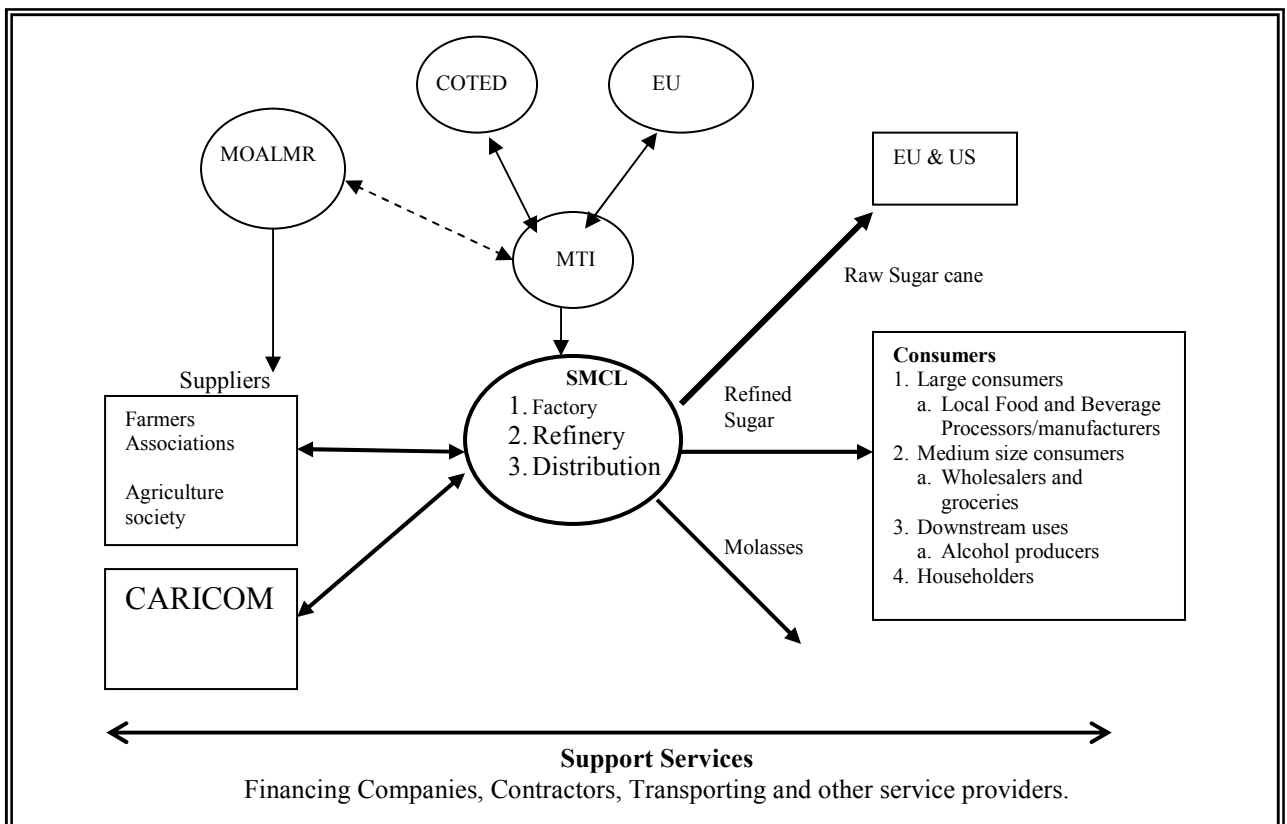 COTED
EU
MOALMR
EU & US
MTI
Raw Sugar cane
Suppliers
Farmers
Associations
Agriculture
society
SMCL
1. Factory
2. Refinery
3. Distribution
Refined
Sugar
Consumers
1. Large consumers
a. Local Food and Beverage
Processors/manufacturers
2. Medium size consumers
a. Wholesalers and
groceries
3. Downstream uses
a. Alcohol producers
4. Householders
Molasses
CARICOM
Support Services
Financing Companies, Contractors, Transporting and other service providers.